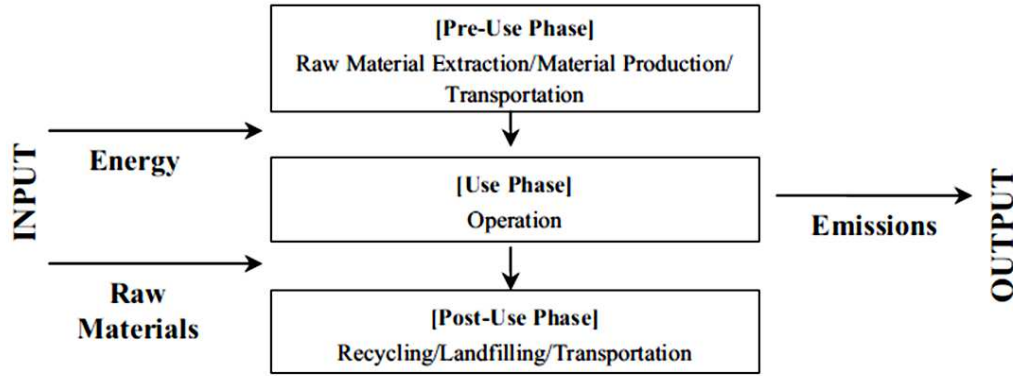 [Pre-Use Phase]
Raw Material Extraction/Material Production/
Transportation
INPUT
Energy
[Use Phase]
Operation
Emissions
OUTPUT
Raw
Materials
[Post-Use Phase]
Recycling/Landfilling/Transportation